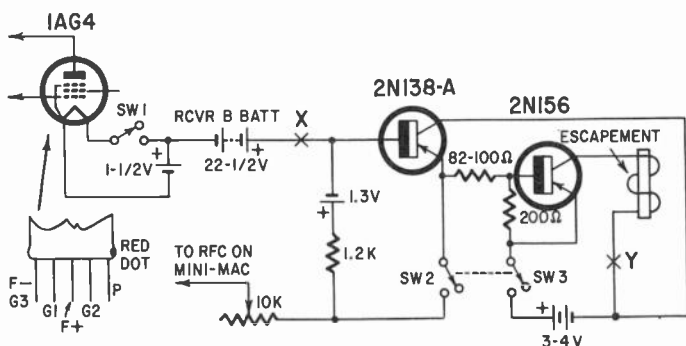 1AG4
SW1
+
1-1/2V
RCVR B BATT
+
22-1/2V
X
2N138-A
2N156
ESCAPEMENT
82-100Ω
200Ω
1.3V
+
1.2K
SW2
SW3
Y
+
3-4V
TO RFC ON
MINI-MAC
10K
RED
DOT
F-
G3
G1
F+
G2
P